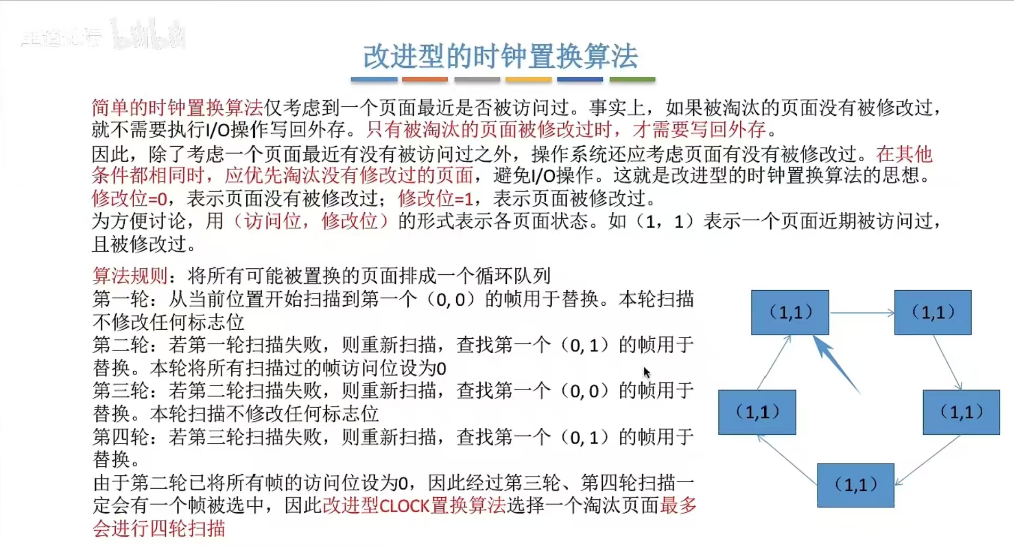 改进型的时钟置换算法
简单的时钟置换算法仅考虑到一个页面最近是否被访问过。事实上，如果被淘汰的页面没有被修改过，
就不需要执行I/O操作写回外存。只有被淘汰的页面被修改过时，才需要写回外存。
因此，除了考虑一个页面最近有没有被访问过之外，操作系统还应考虑页面有没有被修改过。在其他
条件都相同时，应优先淘汰没有修改过的页面，避免I/O操作。这就是改进型的时钟置换算法的思想。
修改位=0，表示页面没有被修改过；修改位=1，表示页面被修改过。
为方便讨论，用（访问位，修改位）的形式表示各页面状态。如（1，1）表示一个页面近期被访问过，
且被修改过。
算法规则：将所有可能被置换的页面排成一个循环队列
第一轮：从当前位置开始扫描到第一个（0, 0）的帧用于替换。本轮扫描
不修改任何标志位
第二轮：若第一轮扫描失败，则重新扫描，查找第一个（0, 1）的帧用于
替换。本轮将所有扫描过的帧访问位设为0
第三轮：若第二轮扫描失败，则重新扫描，查找第一个（0, 0）的帧用于
替换。本轮扫描不修改任何标志位
第四轮：若第三轮扫描失败，则重新扫描，查找第一个（0, 1）的帧用于
替换。
由于第二轮已将所有帧的访问位设为0，因此经过第三轮、第四轮扫描一
定会有一个帧被选中，因此改进型CLOCK置换算法选择一个淘汰页面最多
会进行四轮扫描
（1,1）
（1,1）
（1,1）
（1,1）
（1,1）